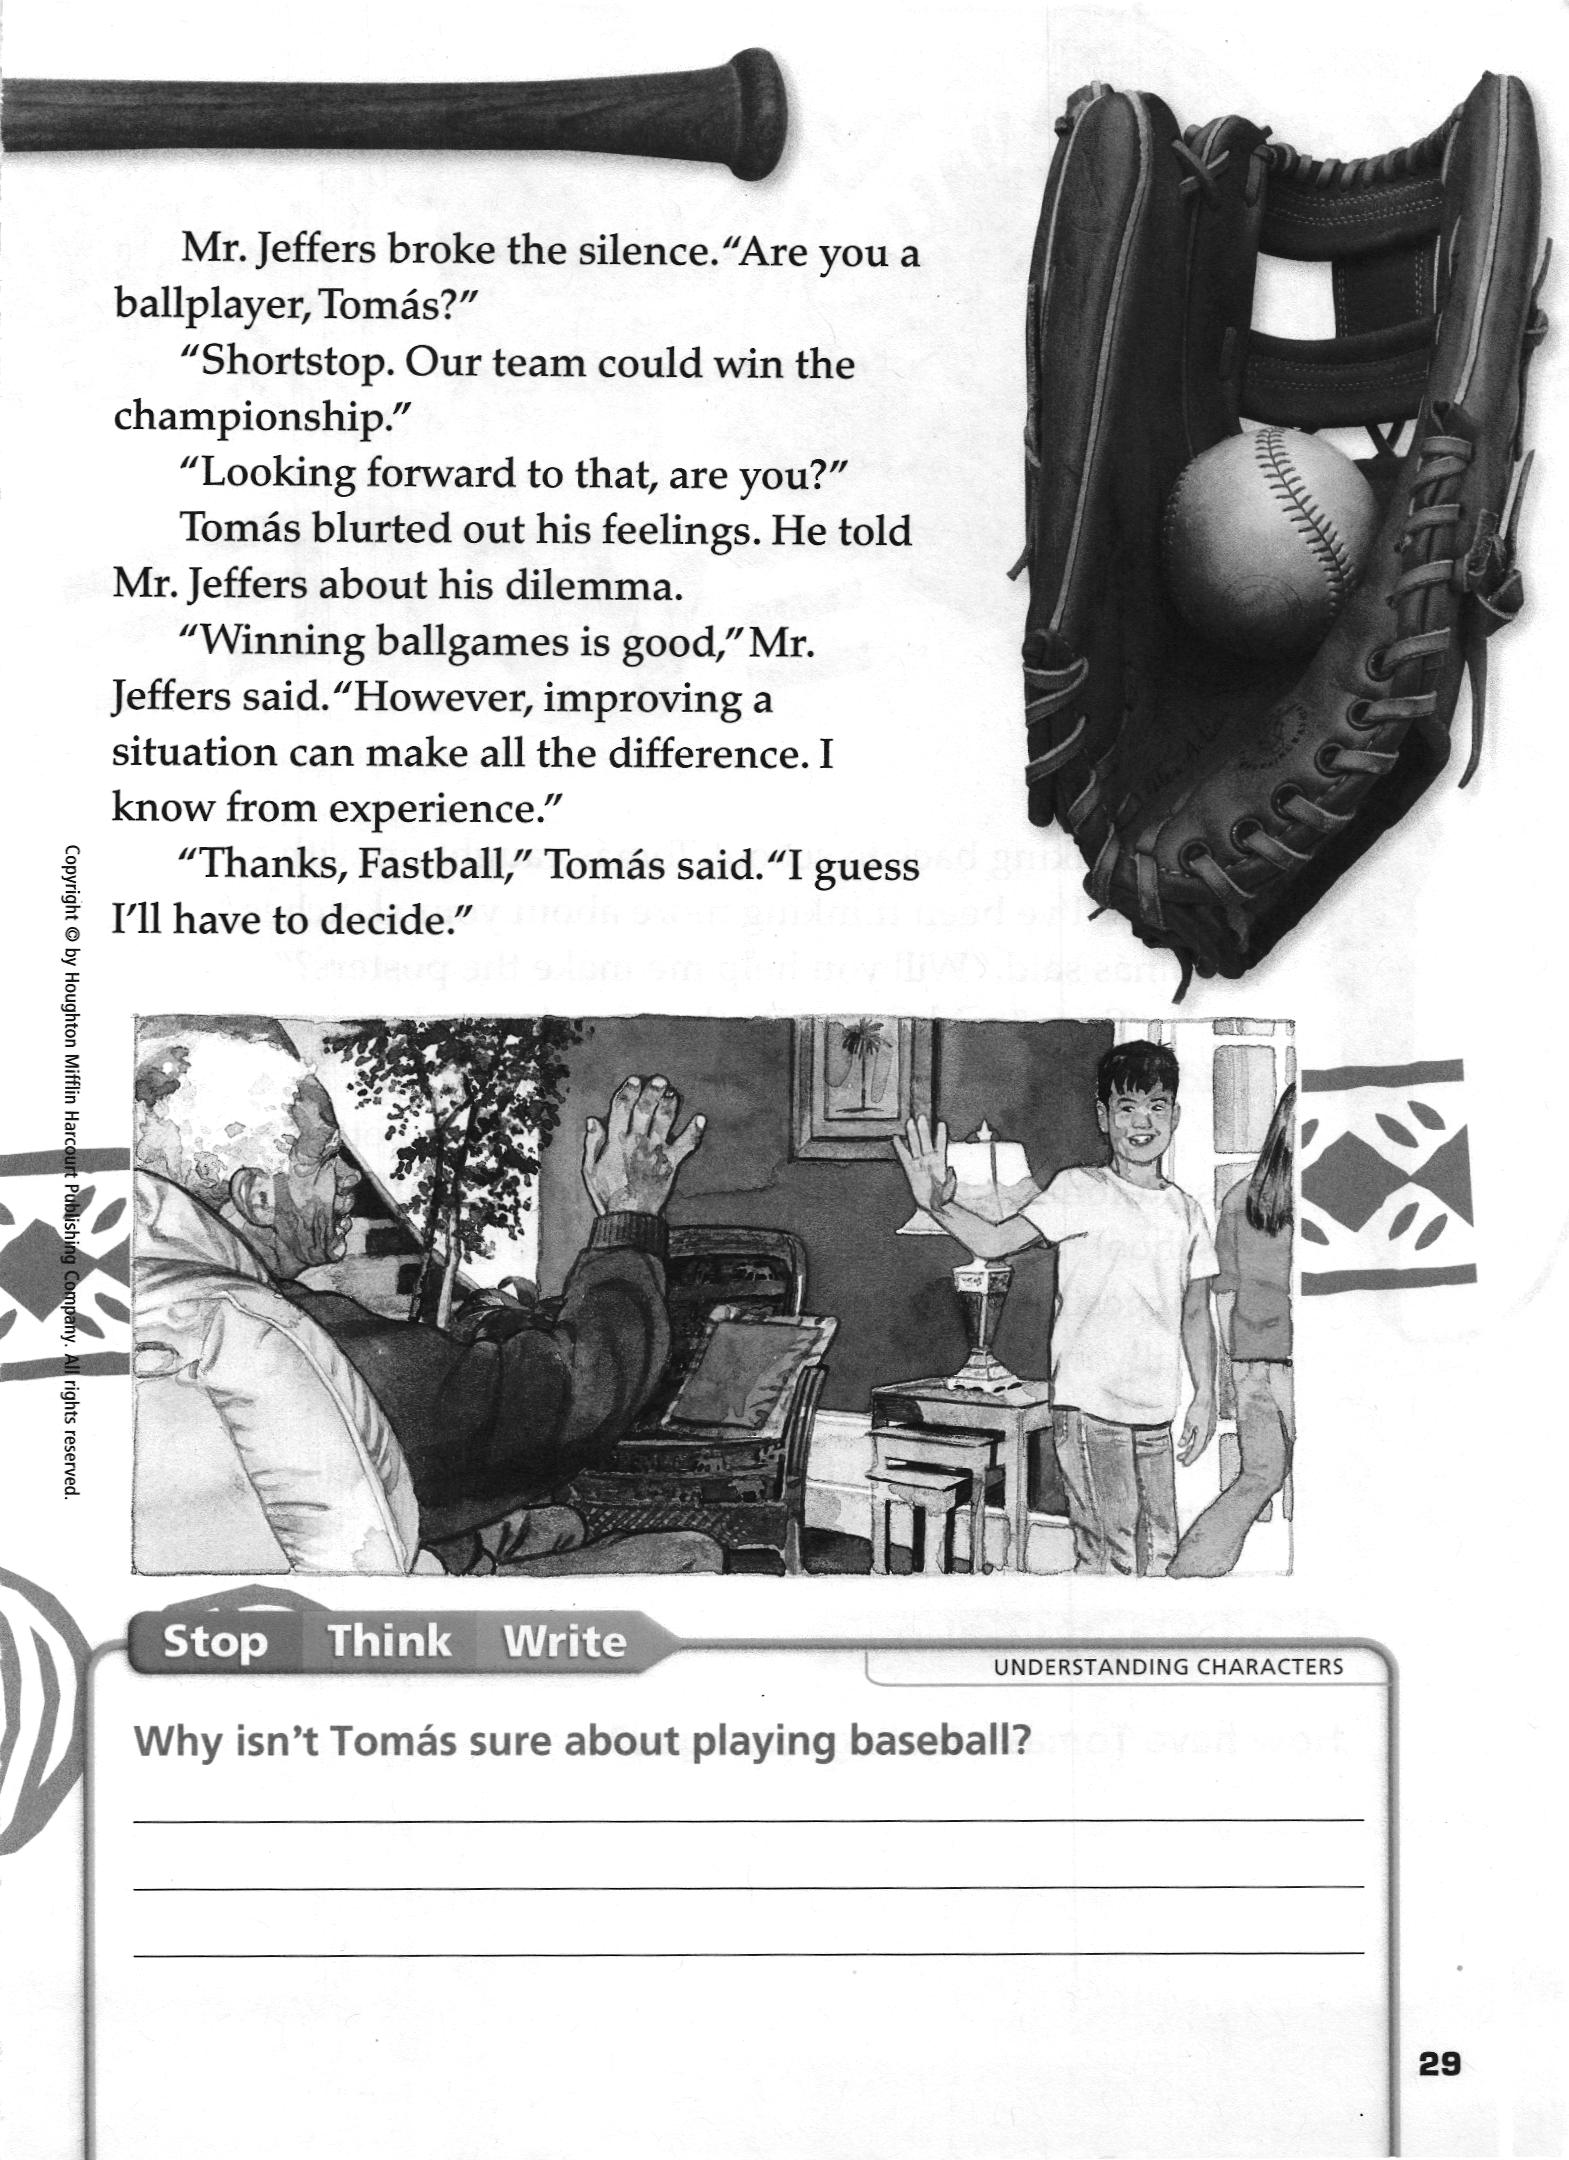 Mr. Jeffers broke the silence. “Are you a
ballplayer, Tomás?”
“Shortstop. Our team could win the
championship.”
“Looking forward to that, are you?”
Tomás blurted out his feelings. He told
Mr. Jeffers about his dilemma.
“Winning ballgames is good,” Mr.
Jeffers said. “However, improving a
situation can make all the difference. I
know from experience.”
“Thanks, Fastball,” Tomás said. “I guess
I’ll have to decide.”
Copyright © by Houghton Mifflin Harcourt Publishing Company. All rights reserved.
Stop Think Write
UNDERSTANDING CHARACTERS
Why isn’t Tomás sure about playing baseball?
29